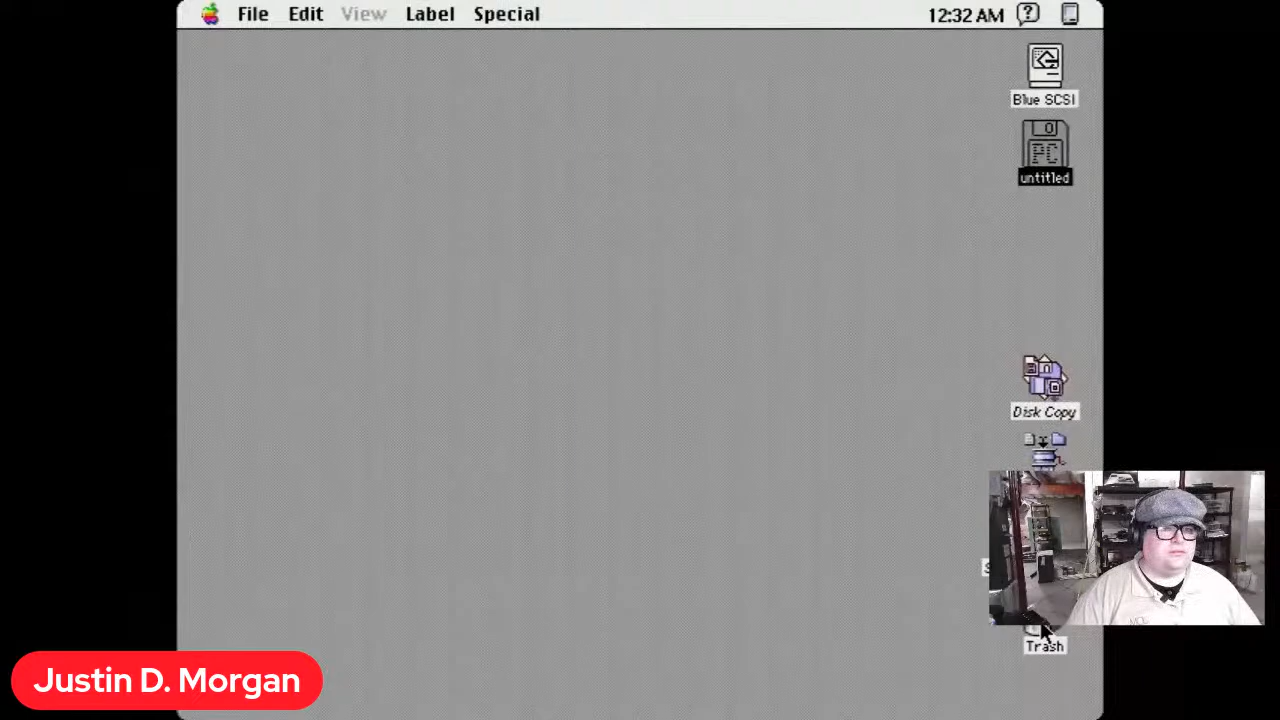 File Edit View Label Special 12:32 AM
Blue SCSI
PC
untitled
Disk Copy
Trash
Justin D. Morgan